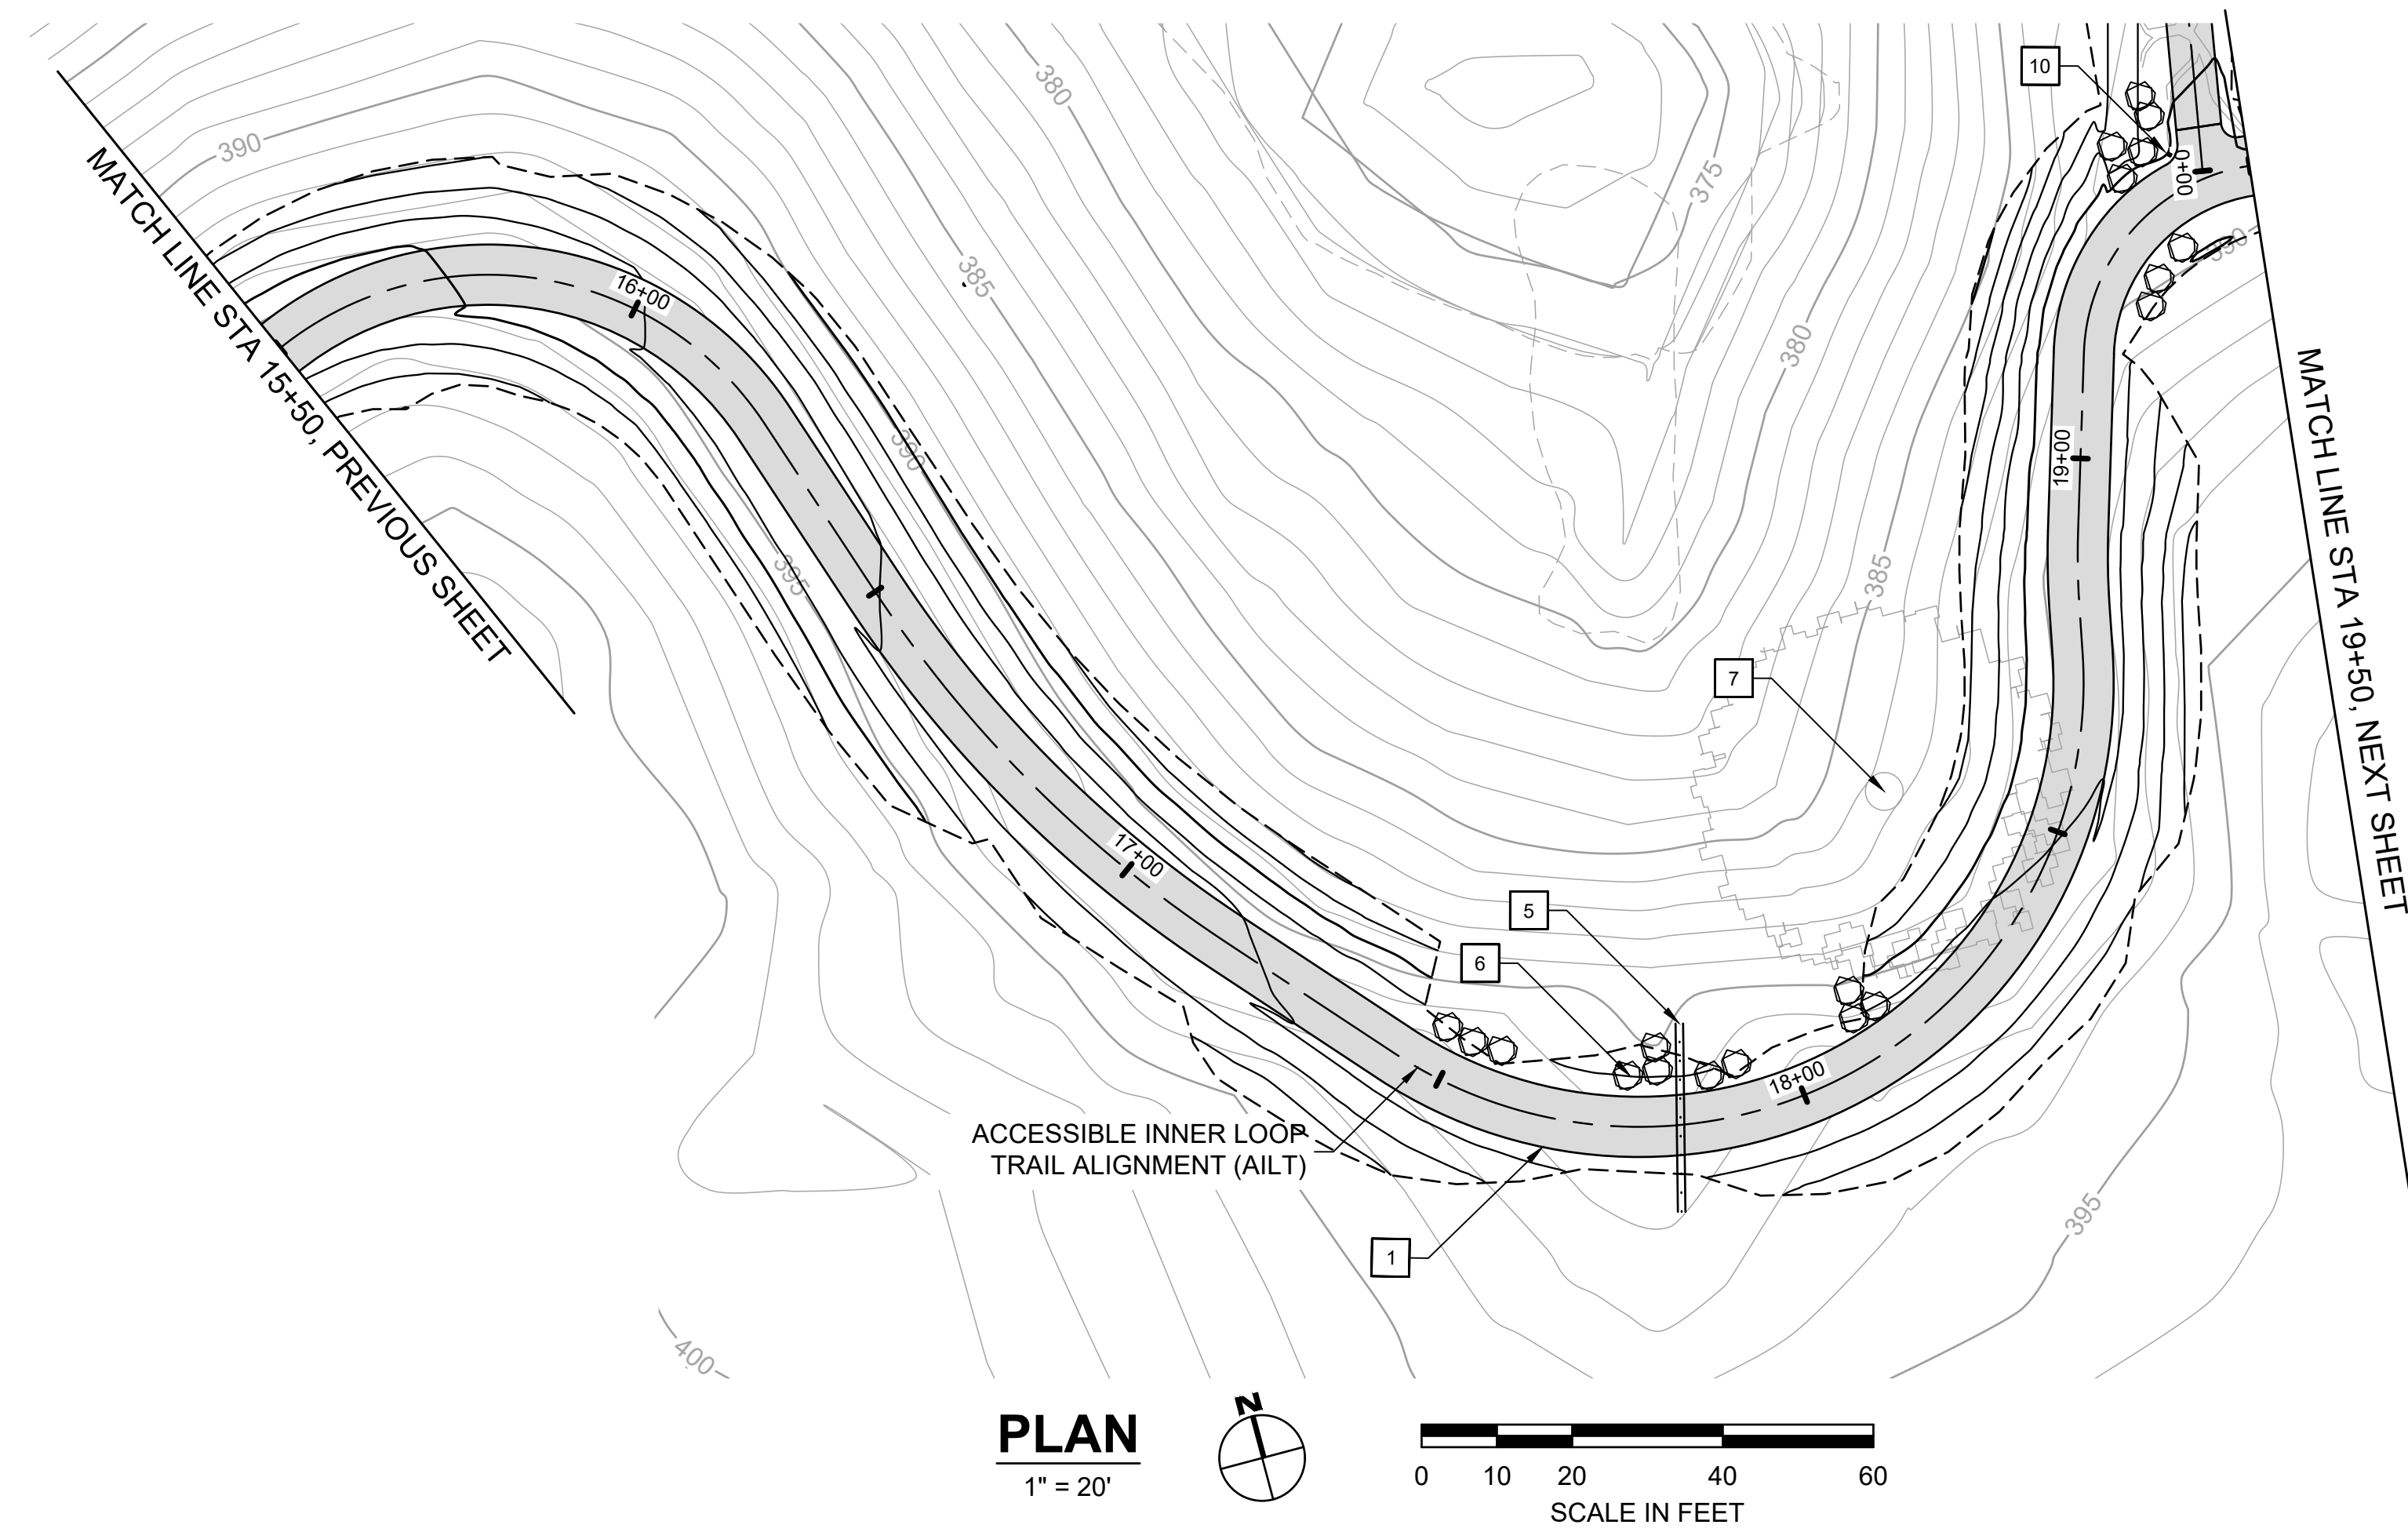 10
380
390
375
0+00
390
MATCH LINE STA 15+50, PREVIOUS SHEET
385
16+00
380
390
19+00
395
385
MATCH LINE STA 19+50, NEXT SHEET
7
17+00
5
6
18+00
ACCESSIBLE INNER LOOP
TRAIL ALIGNMENT (AILT)
1
395
400
N
PLAN
1" = 20'
0 10 20 40 60
SCALE IN FEET